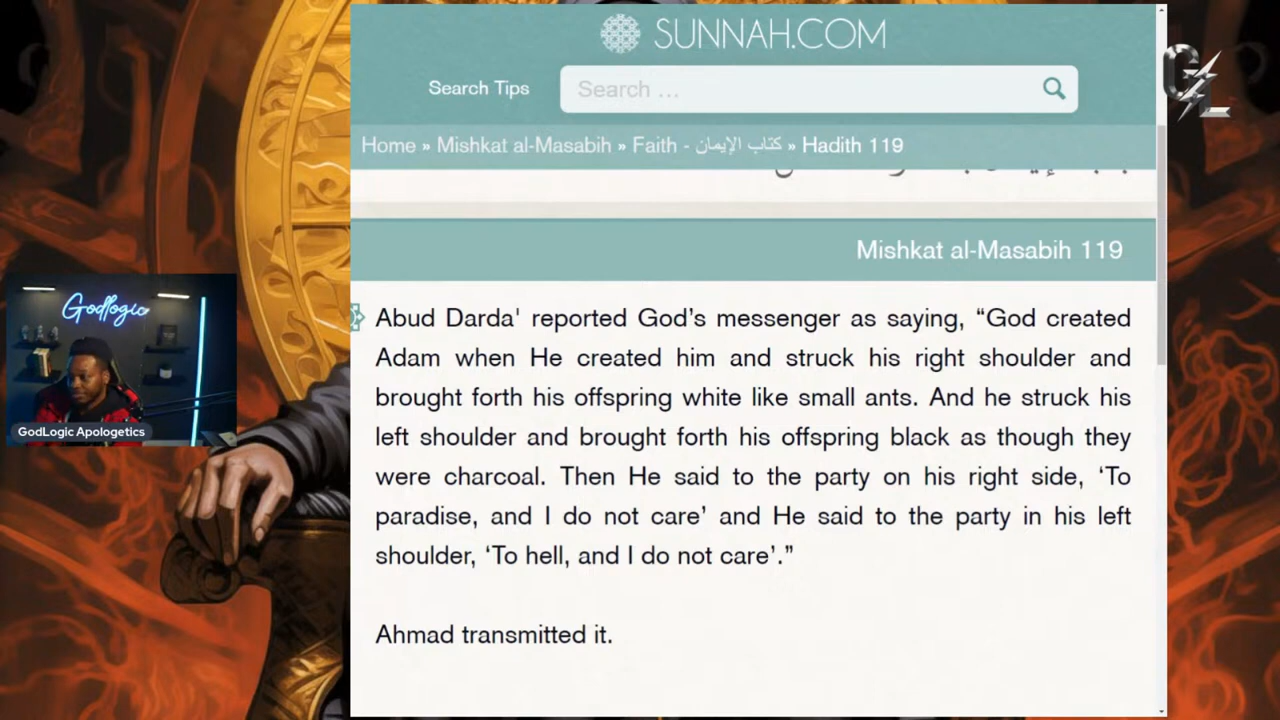 SUNNAH.COM
Search Tips
Search ...
Home » Mishkat al-Masabih » Faith - كتاب الإيمان » Hadith 119
Mishkat al-Masabih 119
Abud Darda' reported God’s messenger as saying, “God created
Adam when He created him and struck his right shoulder and
brought forth his offspring white like small ants. And he struck his
left shoulder and brought forth his offspring black as though they
were charcoal. Then He said to the party on his right side, ‘To
paradise, and I do not care’ and He said to the party in his left
shoulder, ‘To hell, and I do not care’.”
Ahmad transmitted it.
Godlogic
GodLogic Apologetics
GL